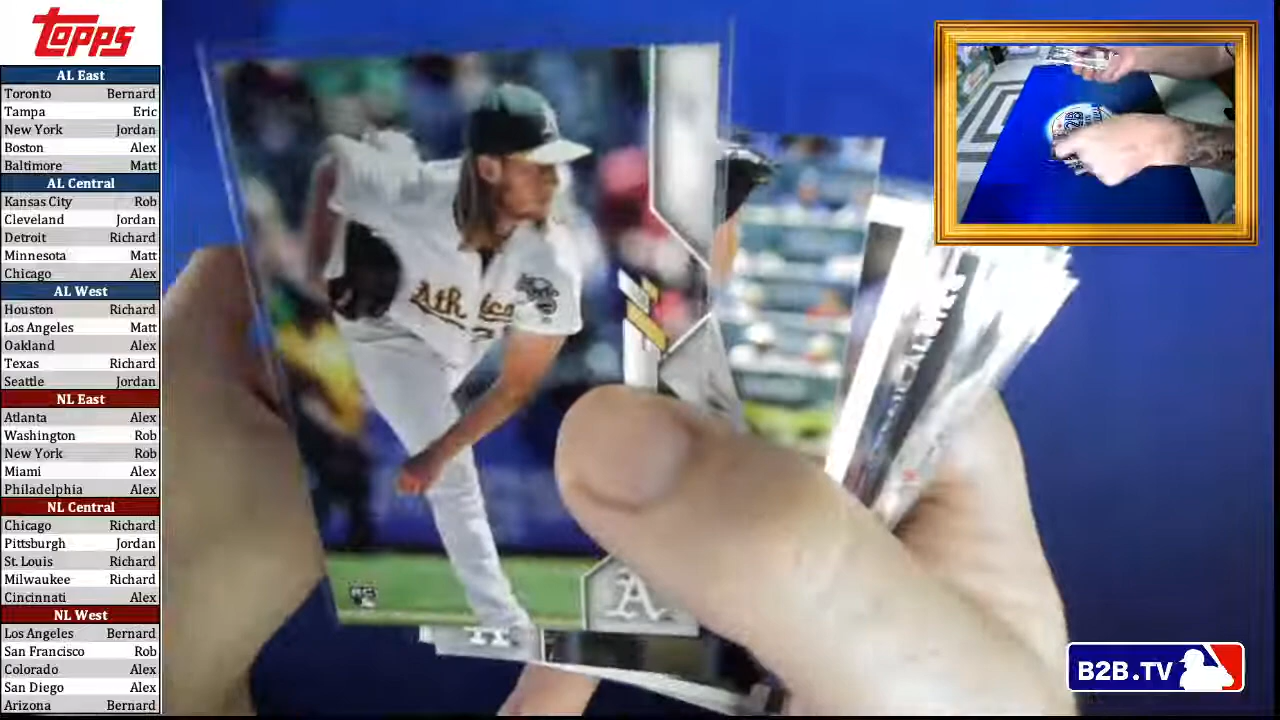 TOPPS
AL East
Toronto Bernard
Tampa Eric
New York Jordan
Boston Alex
Baltimore Matt
AL Central
Kansas City Rob
Cleveland Jordan
Detroit Richard
Minnesota Matt
Chicago Alex
AL West
Houston Richard
Los Angeles Matt
Oakland Alex
Texas Richard
Seattle Jordan
NL East
Atlanta Alex
Washington Rob
New York Rob
Miami Alex
Philadelphia Alex
NL Central
Chicago Richard
Pittsburgh Jordan
St. Louis Richard
Milwaukee Richard
Cincinnati Alex
NL West
Los Angeles Bernard
San Francisco Rob
Colorado Alex
San Diego Alex
Arizona Bernard
Athletics
RC
A
B2B
B2B.TV